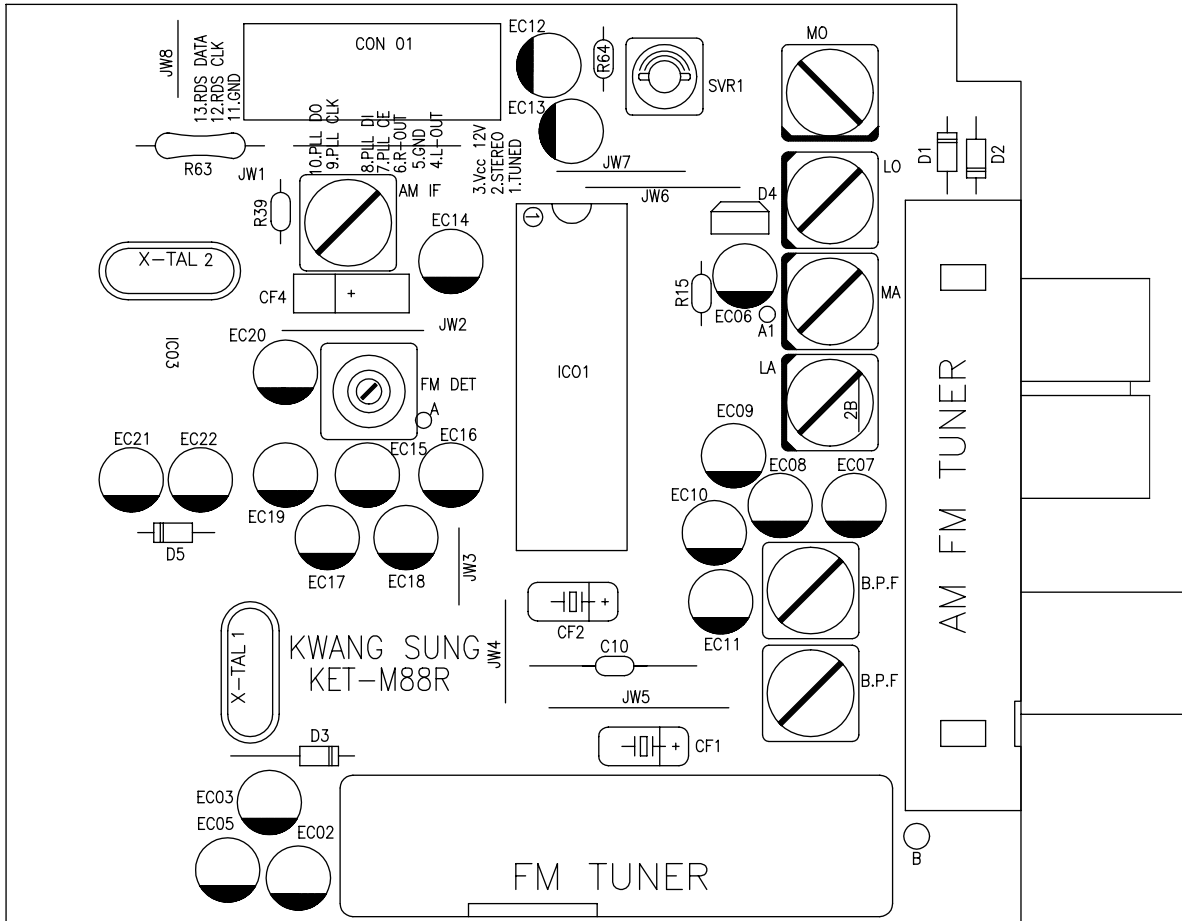 JW8
13.RDS DATA
12.RDS CLK
11.GND
CON 01
10.PLL DO
9.PLL CLK
8.PLL DI
7.PLL CE
6.R-OUT
5.GND
4.L-OUT
3.Vcc 12V
2.STEREO
1.TUNED
EC12
R64
SVR1
MO
EC13
R63
JW1
JW7
JW6
D1
D2
LO
R39
AM IF
EC14
1
D4
X-TAL 2
CF4
+
R15
EC06
A1
MA
JW2
EC20
IC03
FM DET
A
IC01
LA
2B
EC09
EC21
EC22
EC15
EC16
EC08
EC07
EC19
EC10
D5
EC17
EC18
JW3
B.P.F
CF2
+
EC11
X-TAL 1
KWANG SUNG
KET-M88R
JW4
C10
B.P.F
JW5
D3
CF1
+
AM FM TUNER
EC03
EC05
EC02
FM TUNER
B